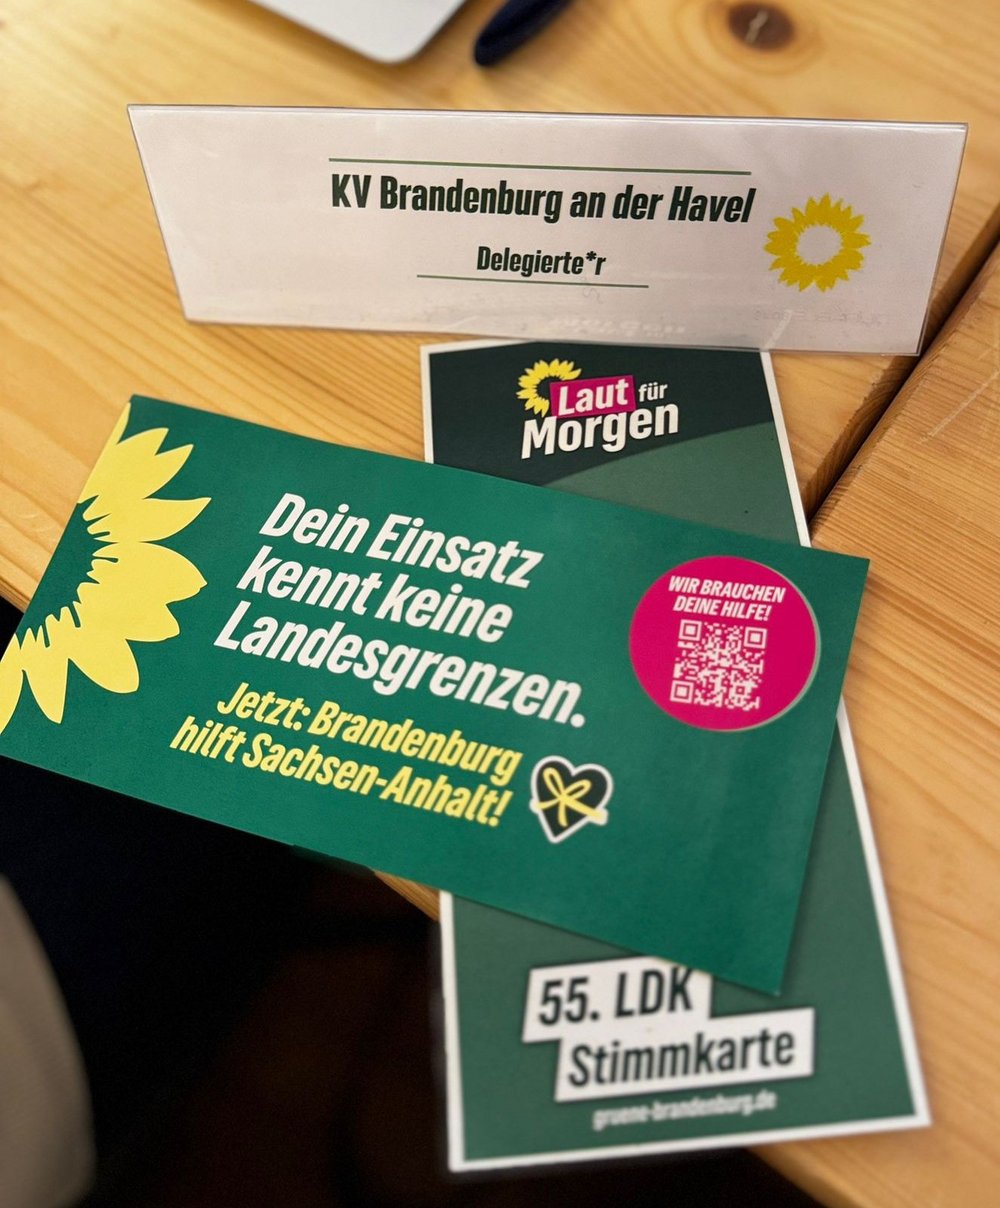 KV Brandenburg an der Havel
Delegierte*r
Laut für
Morgen
Dein Einsatz
kennt keine
Landesgrenzen.
Jetzt: Brandenburg
hilft Sachsen-Anhalt!
WIR BRAUCHEN
DEINE HILFE!
55. LDK
Stimmkarte
gruene-brandenburg.de